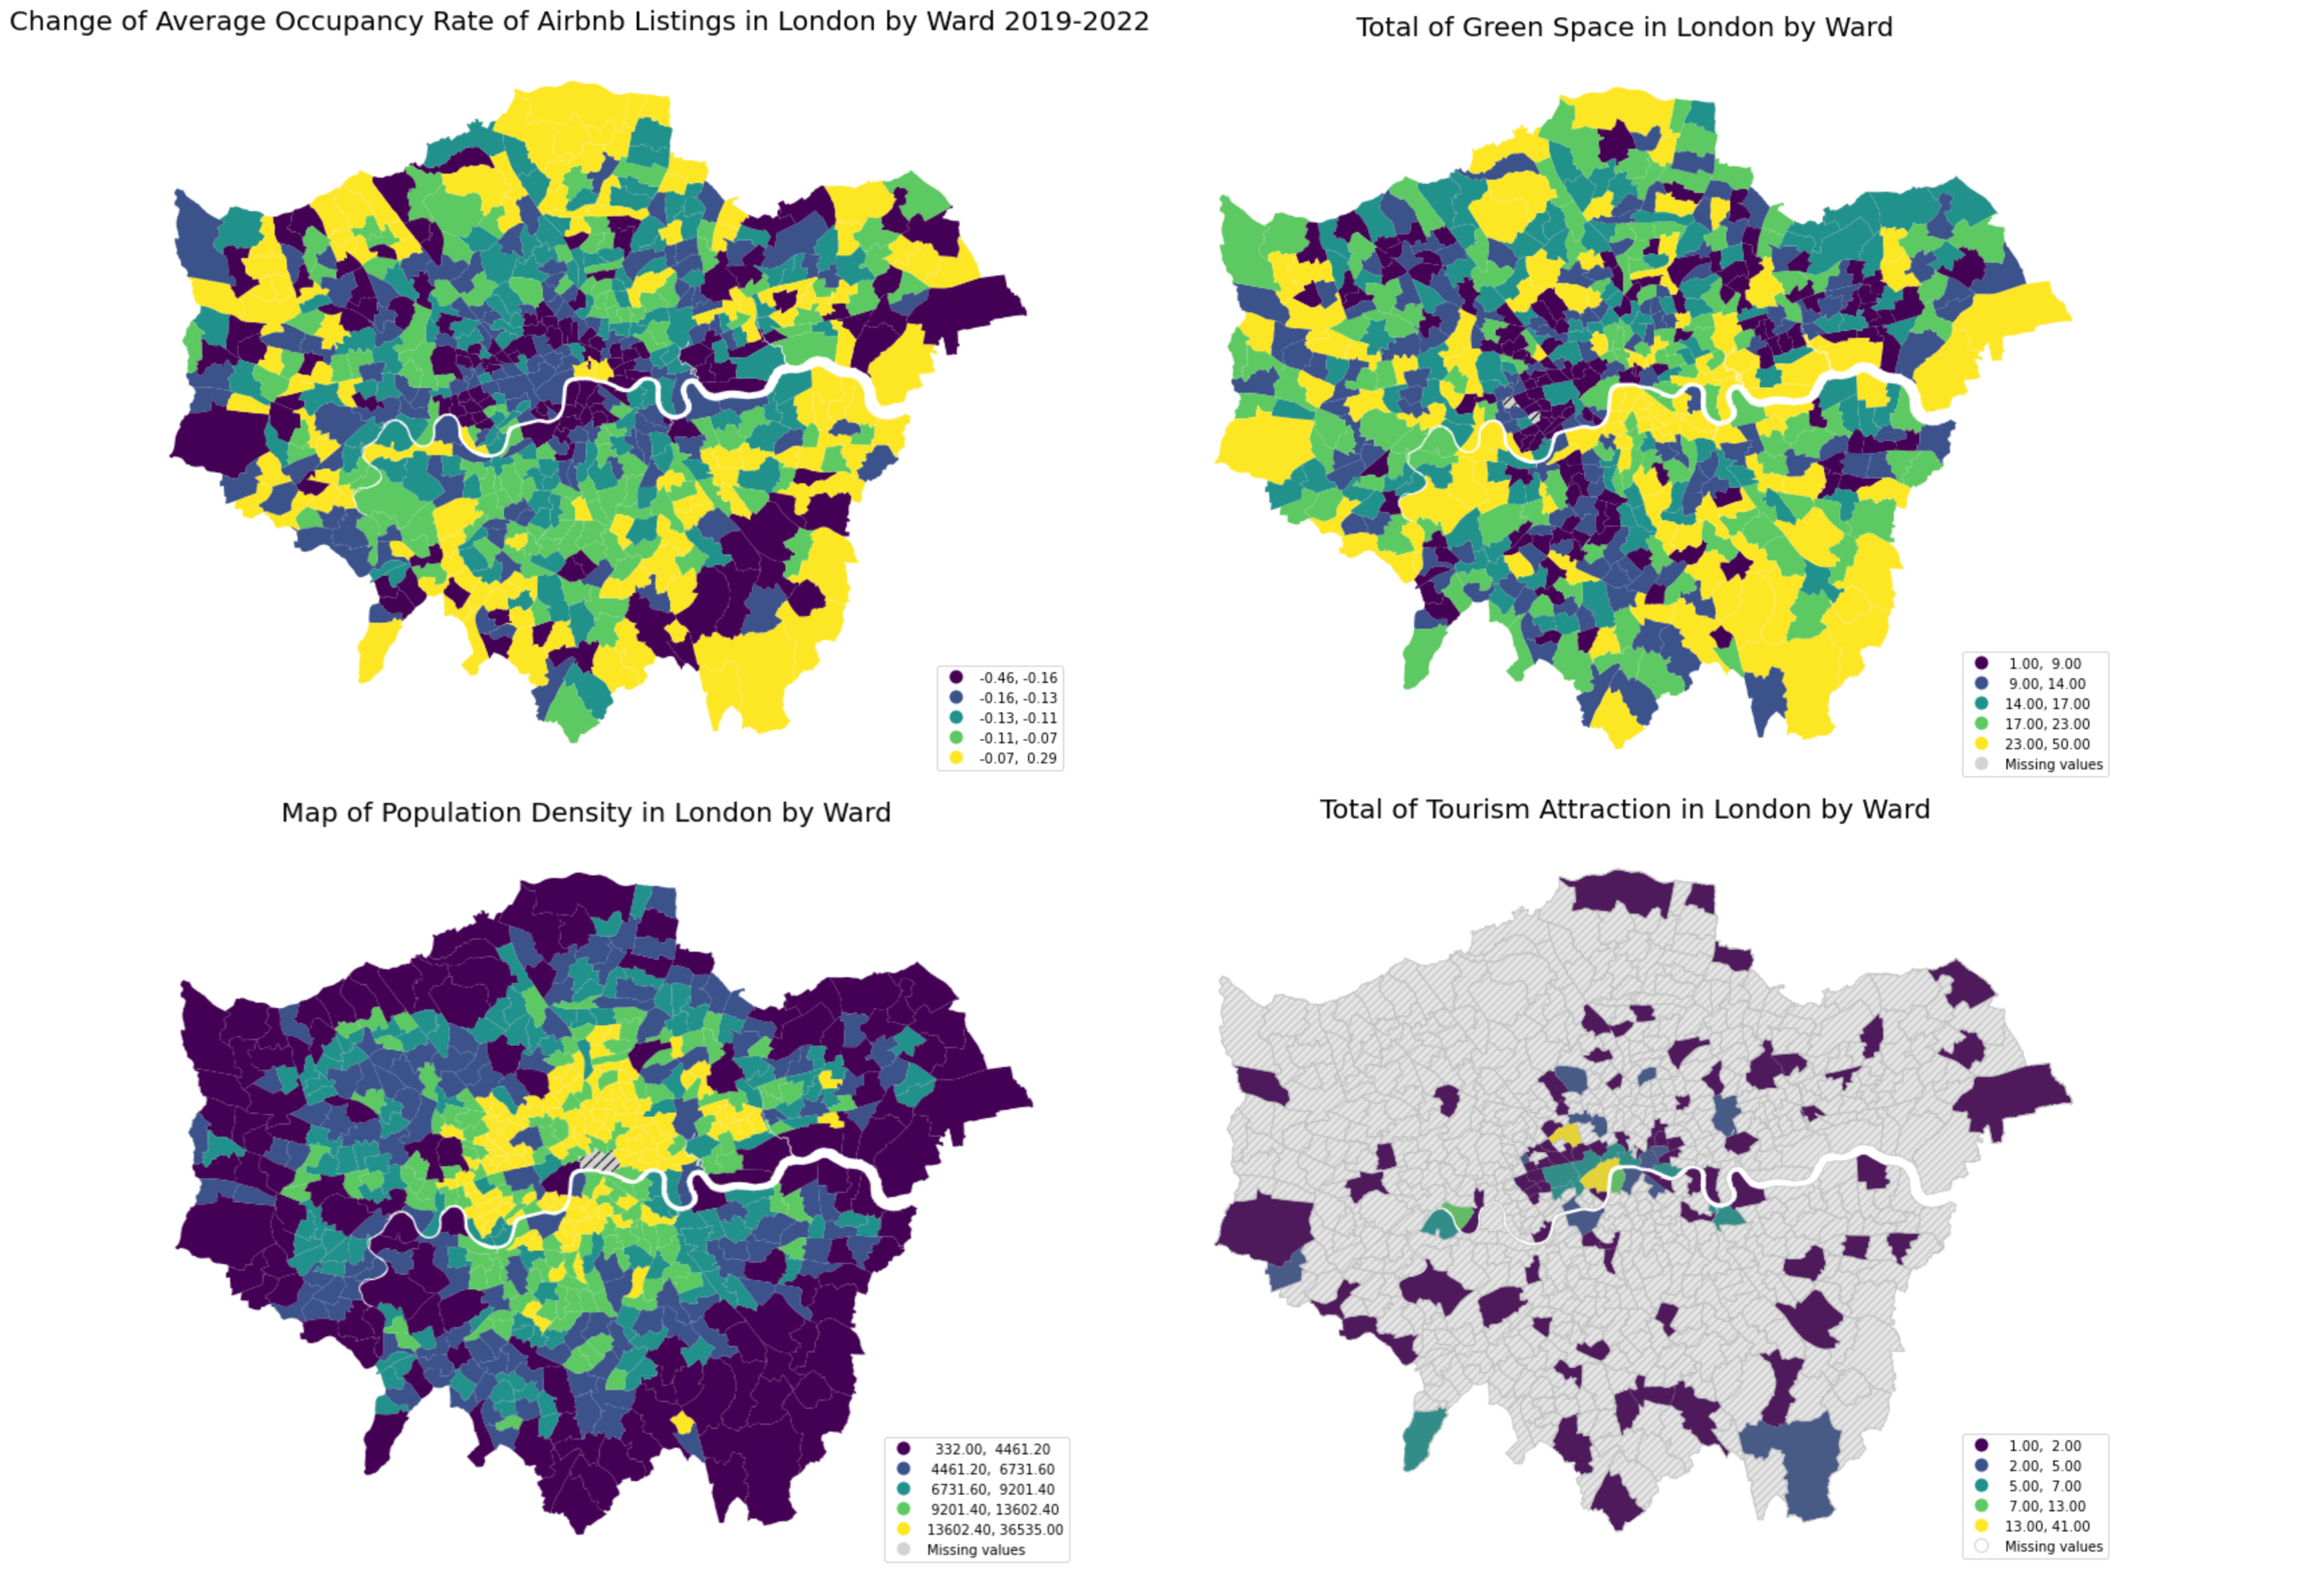 Change of Average Occupancy Rate of Airbnb Listings in London by Ward 2019-2022
-0.46, -0.16
-0.16, -0.13
-0.13, -0.11
-0.11, -0.07
-0.07, 0.29
Total of Green Space in London by Ward
1.00, 9.00
9.00, 14.00
14.00, 17.00
17.00, 23.00
23.00, 50.00
Missing values
Map of Population Density in London by Ward
332.00, 4461.20
4461.20, 6731.60
6731.60, 9201.40
9201.40, 13602.40
13602.40, 36535.00
Missing values
Total of Tourism Attraction in London by Ward
1.00, 2.00
2.00, 5.00
5.00, 7.00
7.00, 13.00
13.00, 41.00
Missing values